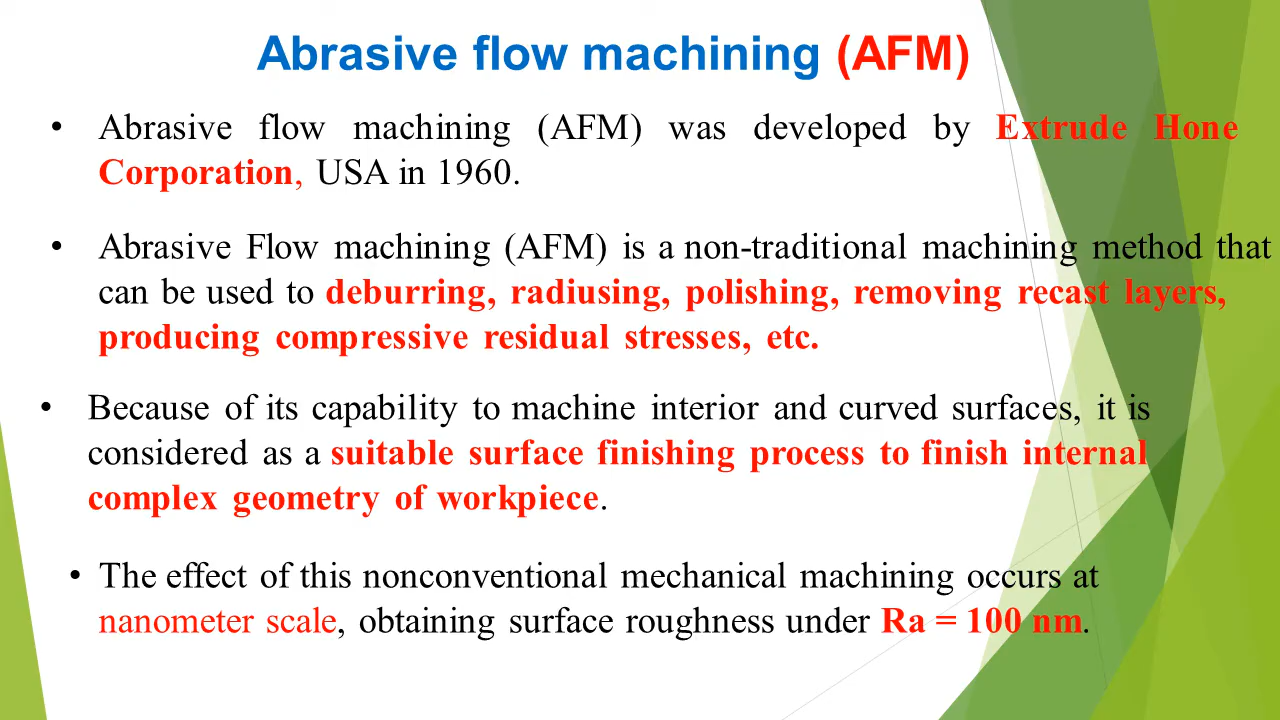 Abrasive flow machining (AFM)
• Abrasive flow machining (AFM) was developed by Extrude Hone
Corporation, USA in 1960.
• Abrasive Flow machining (AFM) is a non-traditional machining method that
can be used to deburring, radiusing, polishing, removing recast layers,
producing compressive residual stresses, etc.
• Because of its capability to machine interior and curved surfaces, it is
considered as a suitable surface finishing process to finish internal
complex geometry of workpiece.
• The effect of this nonconventional mechanical machining occurs at
nanometer scale, obtaining surface roughness under Ra = 100 nm.